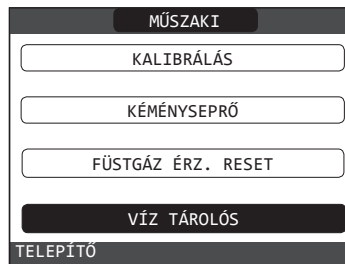 MŰSZAKI
KALIBRÁLÁS
KÉMÉNYSEPRŐ
FÜSTGÁZ ÉRZ. RESET
VÍZ TÁROLÓS
TELEPÍTŐ